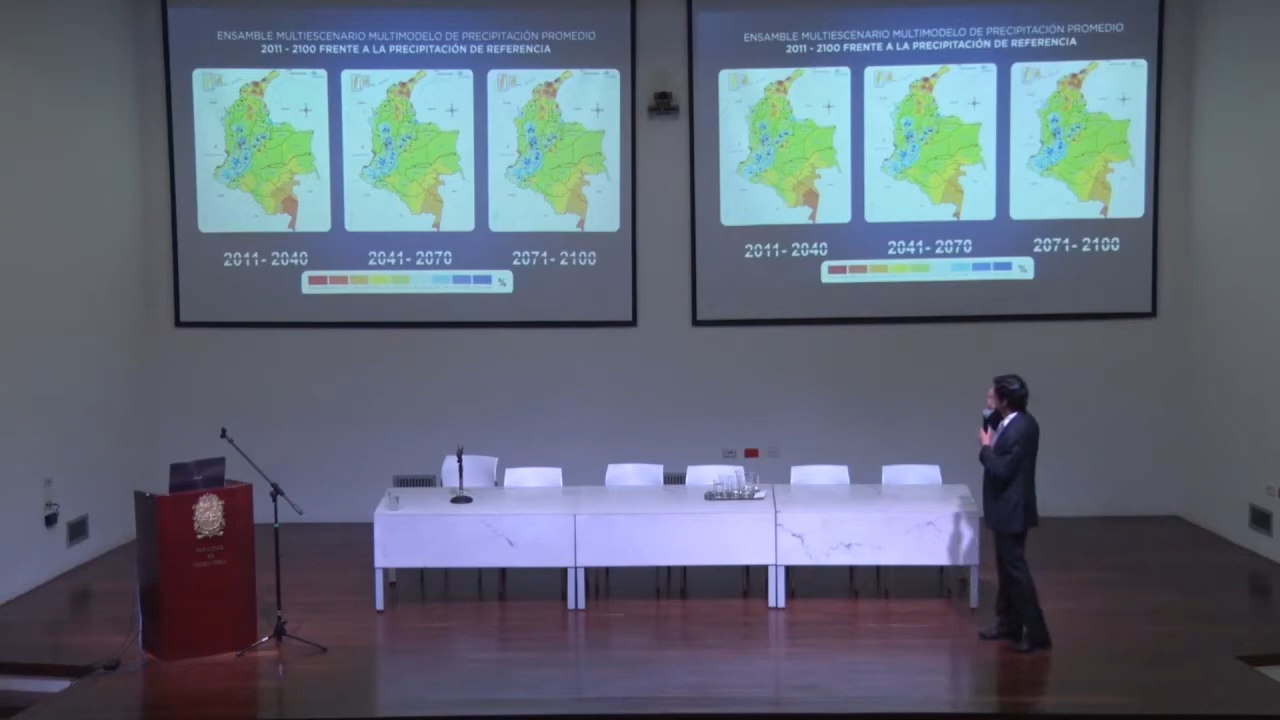 ENSAMBLE MULTIESCENARIO MULTIMODELO DE PRECIPITACIÓN PROMEDIO
2011 - 2100 FRENTE A LA PRECIPITACIÓN DE REFERENCIA
2011- 2040
2041- 2070
2071- 2100
%
ENSAMBLE MULTIESCENARIO MULTIMODELO DE PRECIPITACIÓN PROMEDIO
2011 - 2100 FRENTE A LA PRECIPITACIÓN DE REFERENCIA
2011- 2040
2041- 2070
2071- 2100
%